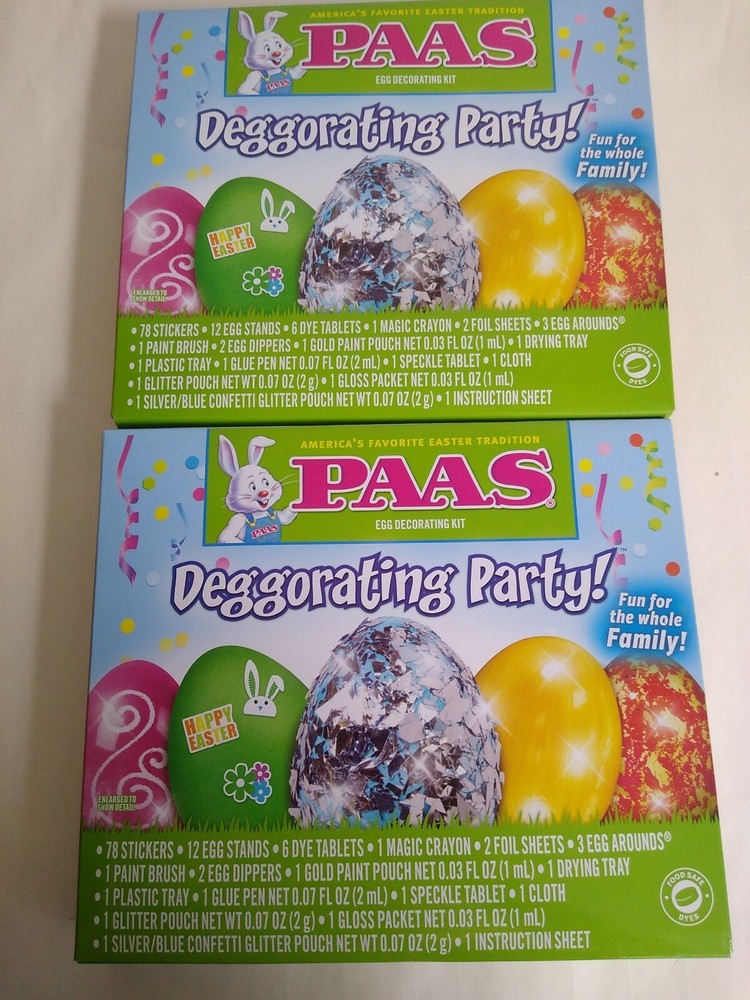 AMERICA'S FAVORITE EASTER TRADITION
PAAS®
PAAS
EGG DECORATING KIT
Deggorating Party!™
Fun for
the whole
Family!
HAPPY
EASTER
ENLARGED TO
SHOW DETAIL.
• 78 STICKERS • 12 EGG STANDS • 6 DYE TABLETS • 1 MAGIC CRAYON • 2 FOIL SHEETS • 3 EGG AROUNDS®
• 1 PAINT BRUSH • 2 EGG DIPPERS • 1 GOLD PAINT POUCH NET 0.03 FL OZ (1 mL) • 1 DRYING TRAY
• 1 PLASTIC TRAY • 1 GLUE PEN NET 0.07 FL OZ (2 mL) • 1 SPECKLE TABLET • 1 CLOTH
• 1 GLITTER POUCH NET WT 0.07 OZ (2 g) • 1 GLOSS PACKET NET 0.03 FL OZ (1 mL)
• 1 SILVER/BLUE CONFETTI GLITTER POUCH NET WT 0.07 OZ (2 g) • 1 INSTRUCTION SHEET
FOOD SAFE
DYES
AMERICA'S FAVORITE EASTER TRADITION
PAAS®
PAAS
EGG DECORATING KIT
Deggorating Party!™
Fun for
the whole
Family!
HAPPY
EASTER
ENLARGED TO
SHOW DETAIL.
• 78 STICKERS • 12 EGG STANDS • 6 DYE TABLETS • 1 MAGIC CRAYON • 2 FOIL SHEETS • 3 EGG AROUNDS®
• 1 PAINT BRUSH • 2 EGG DIPPERS • 1 GOLD PAINT POUCH NET 0.03 FL OZ (1 mL) • 1 DRYING TRAY
• 1 PLASTIC TRAY • 1 GLUE PEN NET 0.07 FL OZ (2 mL) • 1 SPECKLE TABLET • 1 CLOTH
• 1 GLITTER POUCH NET WT 0.07 OZ (2 g) • 1 GLOSS PACKET NET 0.03 FL OZ (1 mL)
• 1 SILVER/BLUE CONFETTI GLITTER POUCH NET WT 0.07 OZ (2 g) • 1 INSTRUCTION SHEET
FOOD SAFE
DYES